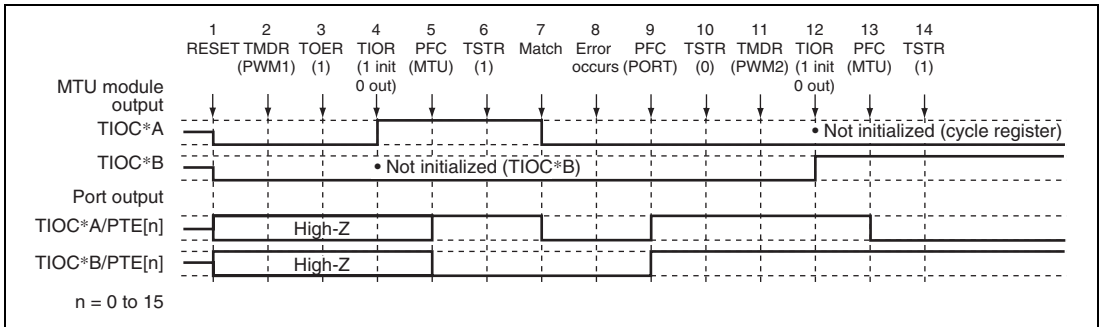 1 2 3 4 5 6 7 8 9 10 11 12 13 14
RESET TMDR TOER TIOR PFC TSTR Match Error PFC TSTR TMDR TIOR PFC TSTR
(PWM1) (1) (1 init (MTU) (1) occurs (PORT) (0) (PWM2) (1 init (MTU) (1)
0 out) 0 out)
MTU module
output
TIOC*A
• Not initialized (cycle register)
TIOC*B
• Not initialized (TIOC*B)
Port output
TIOC*A/PTE[n]
High-Z
TIOC*B/PTE[n]
High-Z
n = 0 to 15